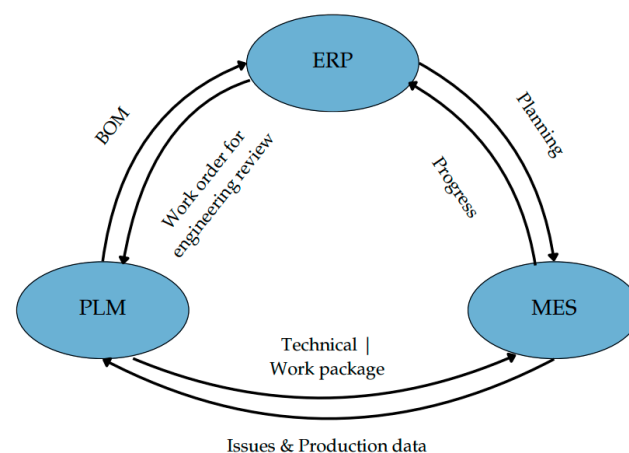 ERP
BOM
Work order for
engineering review
Planning
Progress
PLM
MES
Technical |
Work package
Issues & Production data